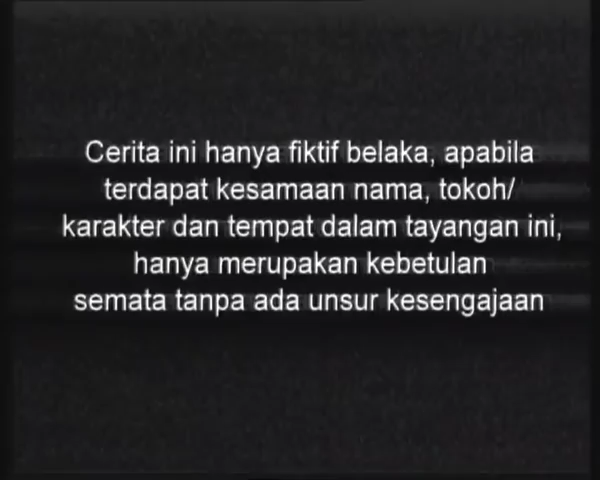 Cerita ini hanya fiktif belaka, apabila
terdapat kesamaan nama, tokoh/
karakter dan tempat dalam tayangan ini,
hanya merupakan kebetulan
semata tanpa ada unsur kesengajaan